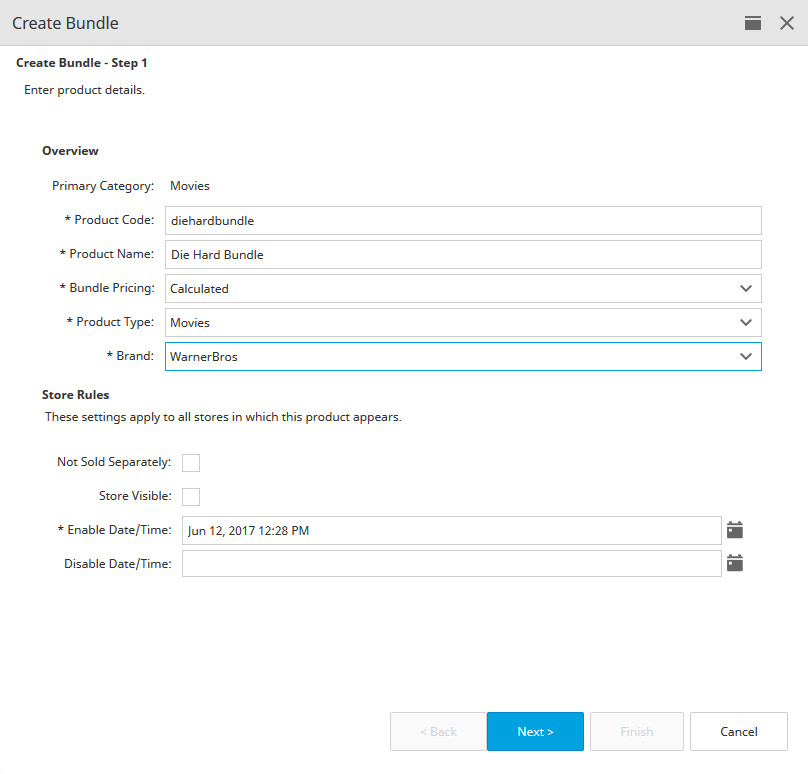 Create Bundle
Create Bundle - Step 1
Enter product details.
Overview
Primary Category: Movies
* Product Code: diehardbundle
* Product Name: Die Hard Bundle
* Bundle Pricing: Calculated
* Product Type: Movies
* Brand: WarnerBros
Store Rules
These settings apply to all stores in which this product appears.
Not Sold Separately:
Store Visible:
* Enable Date/Time: Jun 12, 2017 12:28 PM
Disable Date/Time:
< Back Next > Finish Cancel